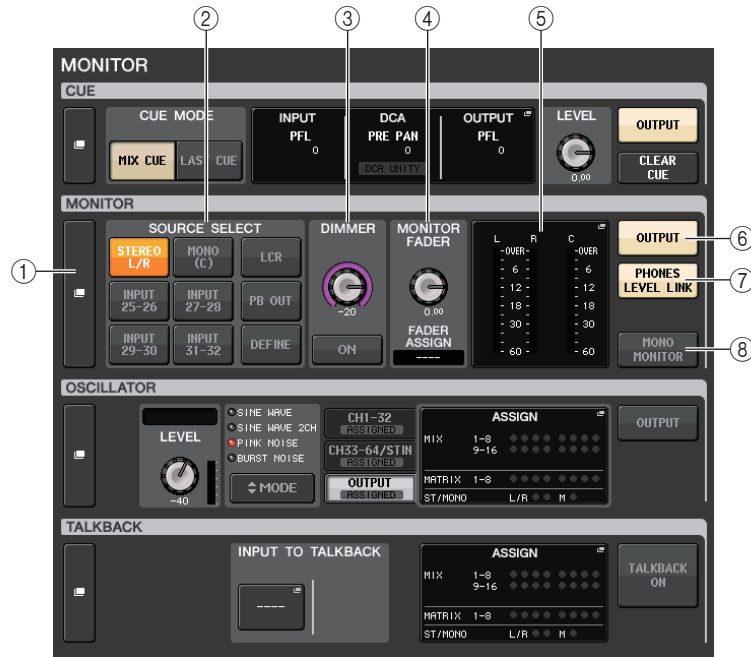 ② ③ ④ ⑤
MONITOR
CUE
CUE MODE
MIX CUE
LAST CUE
INPUT
PFL
0
DCA
PRE PAN
0
DCA UNITY
OUTPUT
PFL
0
LEVEL
0.00
OUTPUT
CLEAR
CUE
MONITOR
①
SOURCE SELECT
STEREO
L/R
MONO
(C)
LCR
INPUT
25-26
INPUT
27-28
PB OUT
INPUT
29-30
INPUT
31-32
DEFINE
DIMMER
-20
ON
MONITOR
FADER
0.00
FADER
ASSIGN
----
L R C
-OVER- -OVER
6 6
12 12
18 18
30 30
60 60
OUTPUT
⑥
PHONES
LEVEL LINK
⑦
MONO
MONITOR
⑧
OSCILLATOR
LEVEL
-40
SINE WAVE
SINE WAVE 2CH
PINK NOISE
BURST NOISE
MODE
CH1-32
ASSIGNED
CH33-64/STIN
ASSIGNED
OUTPUT
ASSIGNED
ASSIGN
MIX 1-8
9-16
MATRIX 1-8
ST/MONO L/R M
OUTPUT
TALKBACK
INPUT TO TALKBACK
----
ASSIGN
MIX 1-8
9-16
MATRIX 1-8
ST/MONO L/R M
TALKBACK
ON